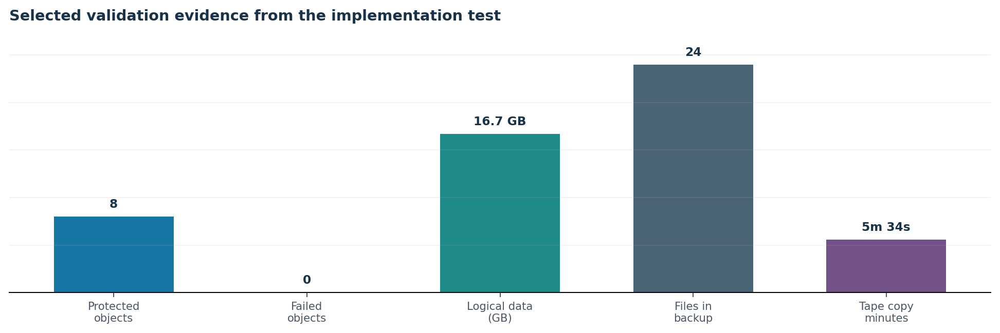 Selected validation evidence from the implementation test
24
16.7 GB
8
5m 34s
0
Protected
objects
Failed
objects
Logical data
(GB)
Files in
backup
Tape copy
minutes